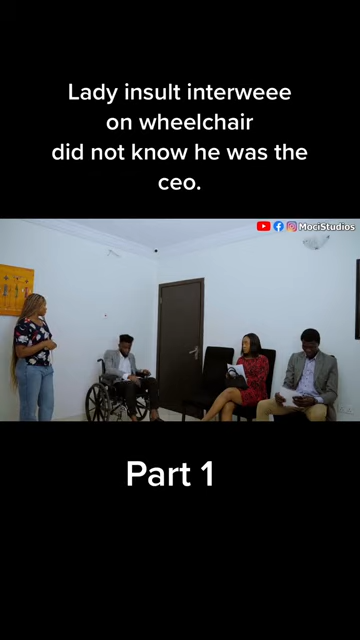 Lady insult interweee
on wheelchair
did not know he was the
ceo.
MociStudios
Part 1